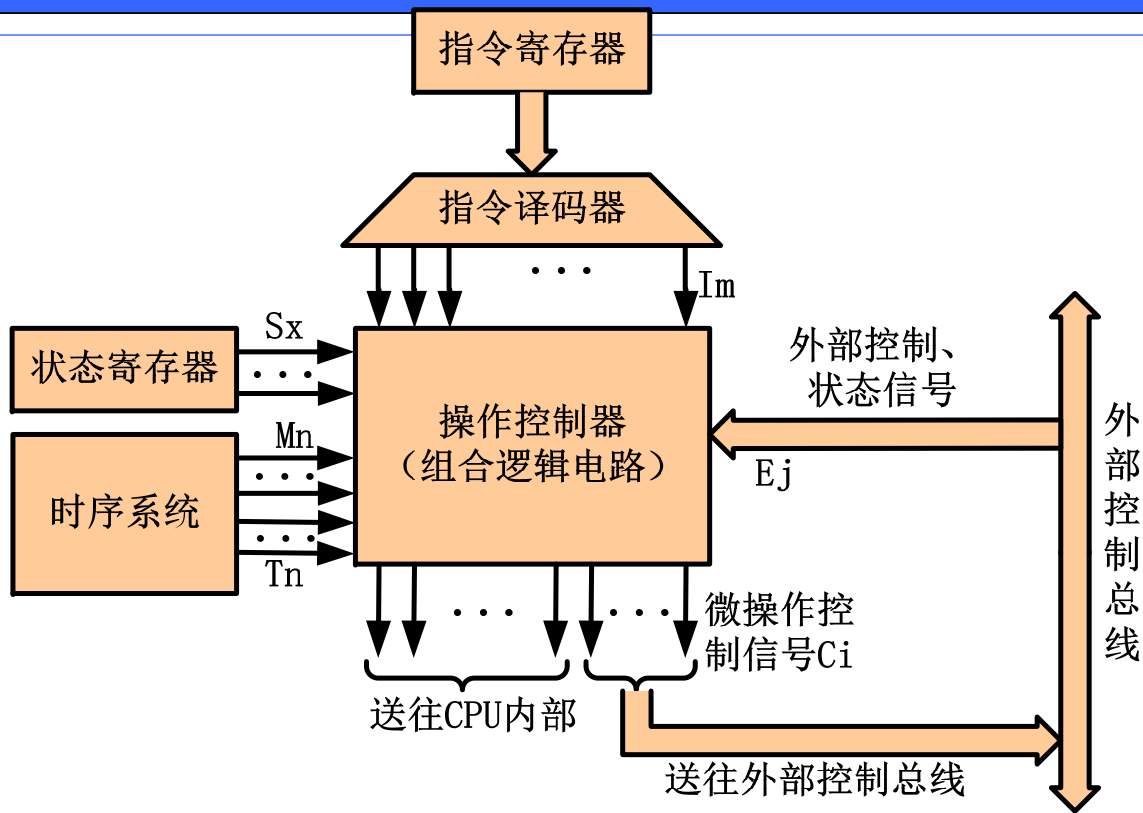 指令寄存器
指令译码器
···
Im
状态寄存器
Sx
···
时序系统
Mn
···
···
Tn
操作控制器
（组合逻辑电路）
外部控制、
状态信号
Ej
外部控制总线
···
···
微操作控
制信号Ci
送往CPU内部
送往外部控制总线